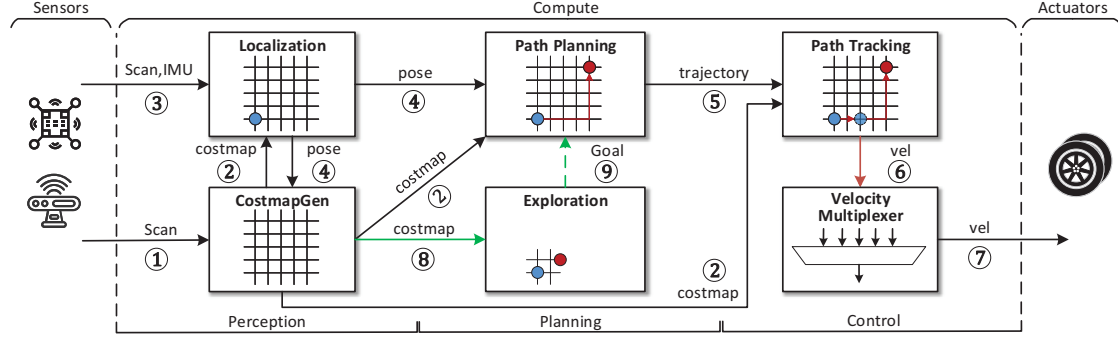 Sensors
Compute
Actuators
Localization
Path Planning
Path Tracking
Scan,IMU
③
pose
④
trajectory
⑤
costmap
②
pose
④
costmap
②
Goal
⑨
vel
⑥
CostmapGen
Exploration
Velocity
Multiplexer
Scan
①
costmap
⑧
②
costmap
vel
⑦
Perception
Planning
Control